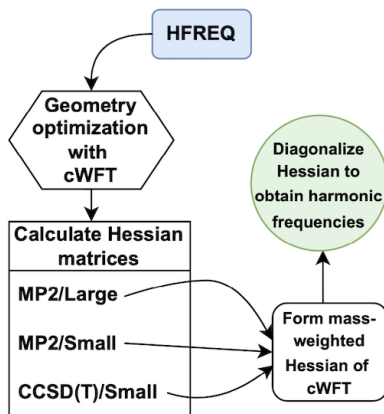 HFREQ
Geometry
optimization
with
cWFT
Calculate Hessian
matrices
MP2/Large
MP2/Small
CCSD(T)/Small
Form mass-
weighted
Hessian of
cWFT
Diagonalize
Hessian to
obtain harmonic
frequencies